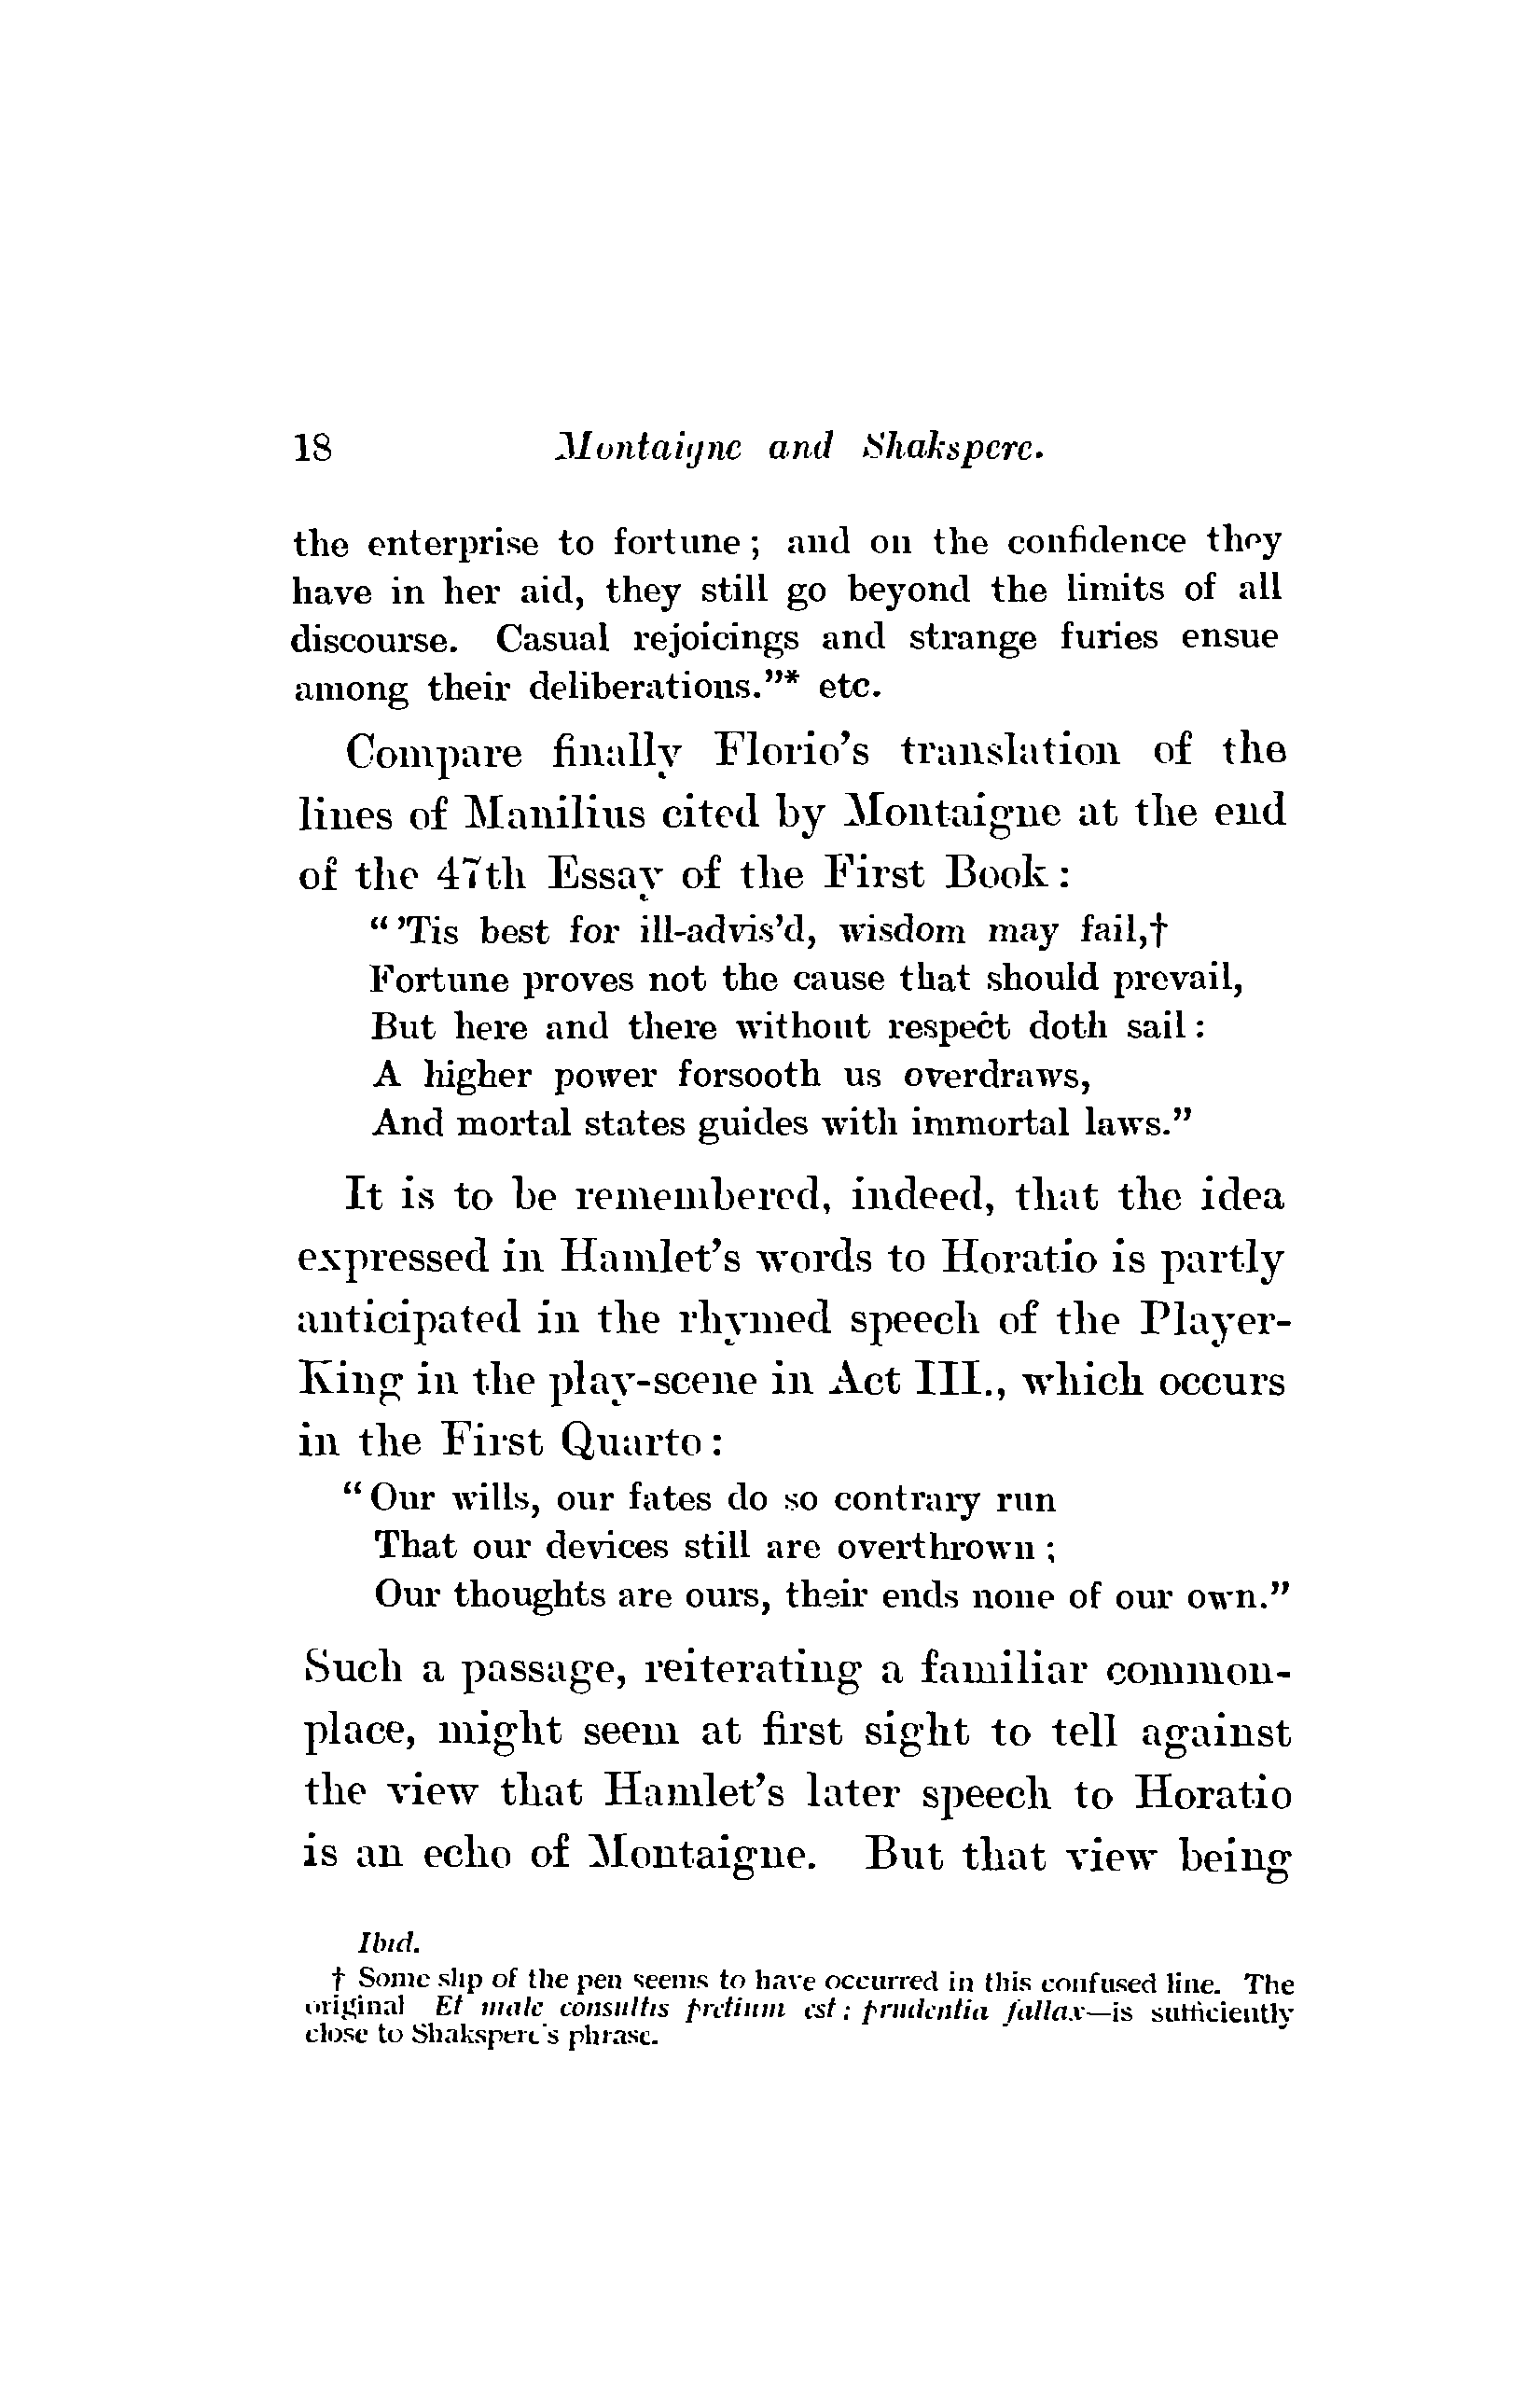 18 Montaigne and Shakspere.
the enterprise to fortune; and on the confidence they
have in her aid, they still go beyond the limits of all
discourse. Casual rejoicings and strange furies ensue
among their deliberations.”* etc.
Compare finally Florio’s translation of the
lines of Manilius cited by Montaigne at the end
of the 47th Essay of the First Book:
“’Tis best for ill-advis’d, wisdom may fail,†
Fortune proves not the cause that should prevail,
But here and there without respect doth sail:
A higher power forsooth us overdraws,
And mortal states guides with immortal laws.”
It is to be remembered, indeed, that the idea
expressed in Hamlet’s words to Horatio is partly
anticipated in the rhymed speech of the Player-
King in the play-scene in Act III., which occurs
in the First Quarto:
“Our wills, our fates do so contrary run
That our devices still are overthrown;
Our thoughts are ours, their ends none of our own.”
Such a passage, reiterating a familiar common-
place, might seem at first sight to tell against
the view that Hamlet’s later speech to Horatio
is an echo of Montaigne. But that view being
Ibid.
† Some slip of the pen seems to have occurred in this confused line. The
original Et male consultis pretium est; prudentia fallax—is sufficiently
close to Shakspere's phrase.